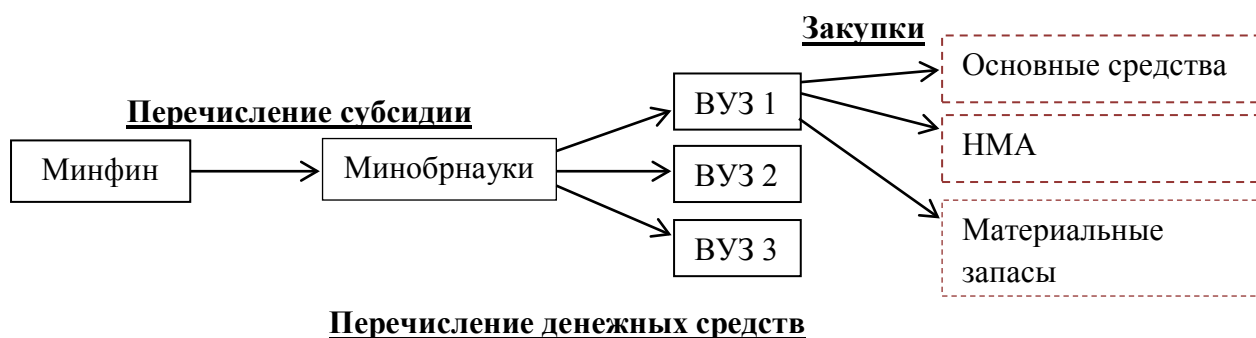 Закупки
Перечисление субсидии
Минфин
Минобрнауки
ВУЗ 1
ВУЗ 2
ВУЗ 3
Основные средства
НМА
Материальные
запасы
Перечисление денежных средств